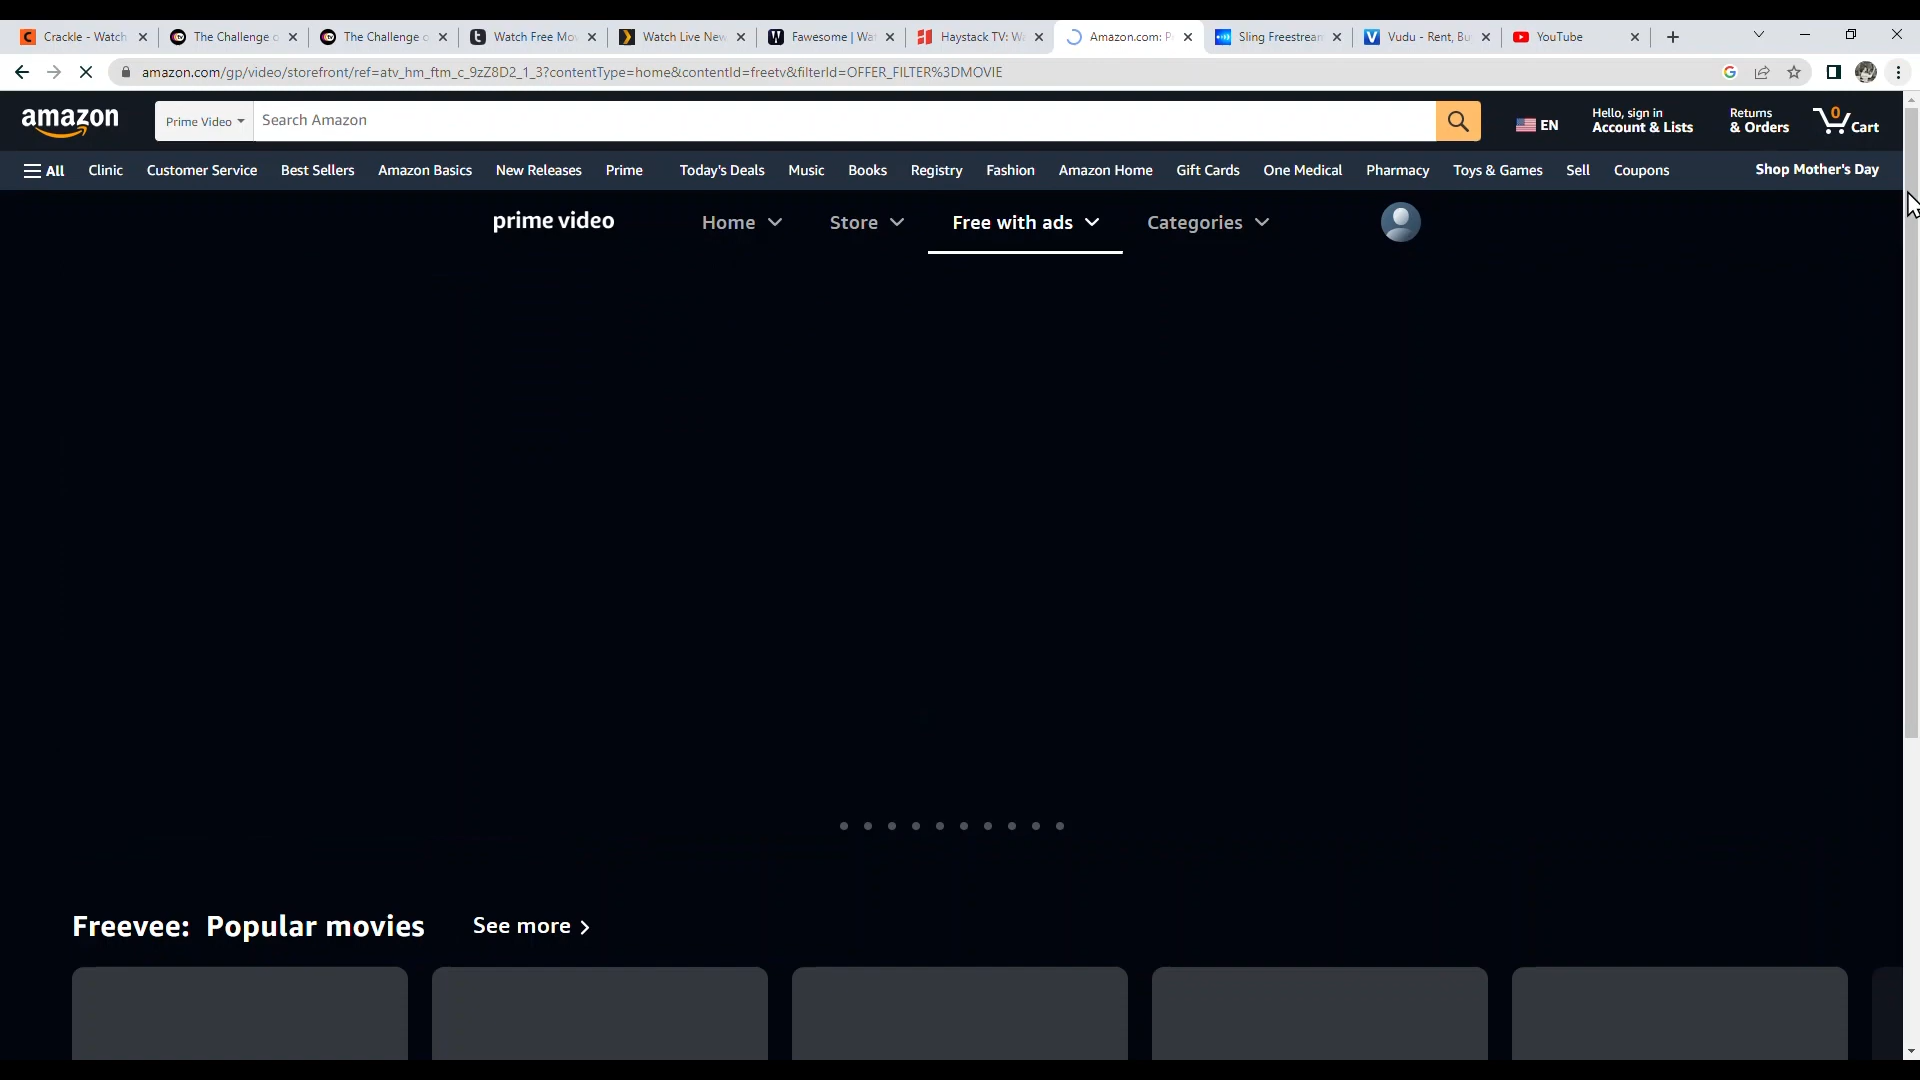 Crackle - Watch
The Challenge o
The Challenge o
Watch Free Mov
Watch Live New
Fawesome | Wat
Haystack TV: Wa
Amazon.com: P
Sling Freestream
Vudu - Rent, Bu
YouTube
amazon.com/gp/video/storefront/ref=atv_hm_ftm_c_9zZ8D2_1_3?contentType=home&contentId=freetv&filterId=OFFER_FILTER%3DMOVIE
amazon
Prime Video
Search Amazon
EN
Hello, sign in
Account & Lists
Returns
& Orders
0
Cart
All
Clinic
Customer Service
Best Sellers
Amazon Basics
New Releases
Prime
Today's Deals
Music
Books
Registry
Fashion
Amazon Home
Gift Cards
One Medical
Pharmacy
Toys & Games
Sell
Coupons
Shop Mother's Day
prime video
Home
Store
Free with ads
Categories
Freevee: Popular movies
See more